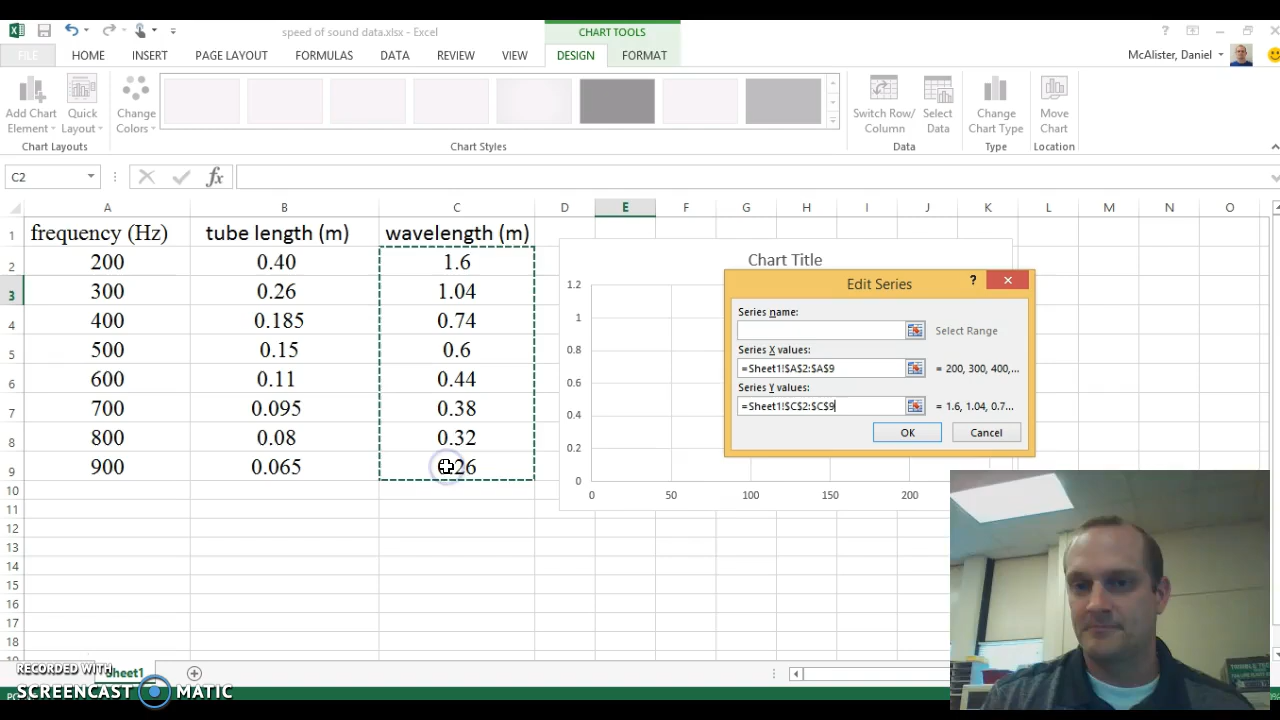 speed of sound data.xlsx - Excel
CHART TOOLS
FILE HOME INSERT PAGE LAYOUT FORMULAS DATA REVIEW VIEW DESIGN FORMAT
McAlister, Daniel
Add Chart Element
Quick Layout
Change Colors
Switch Row/ Column
Select Data
Change Chart Type
Move Chart
Chart Layouts
Chart Styles
Data
Type
Location
C2
fx
A B C D E F G H I J K L M N O
1 frequency (Hz) tube length (m) wavelength (m)
2 200 0.40 1.6
3 300 0.26 1.04
4 400 0.185 0.74
5 500 0.15 0.6
6 600 0.11 0.44
7 700 0.095 0.38
8 800 0.08 0.32
9 900 0.065 0.26
10
11
12
13
14
15
16
17
18
Chart Title
1.2
1
0.8
0.6
0.4
0.2
0
0 50 100 150 200
Edit Series
? 
Series name:
Select Range
Series X values:
=Sheet1!$A$2:$A$9 = 200, 300, 400,...
Series Y values:
=Sheet1!$C$2:$C$9 = 1.6, 1.04, 0.7...
OK Cancel
Sheet1
RECORDED WITH
SCREENCAST MATIC